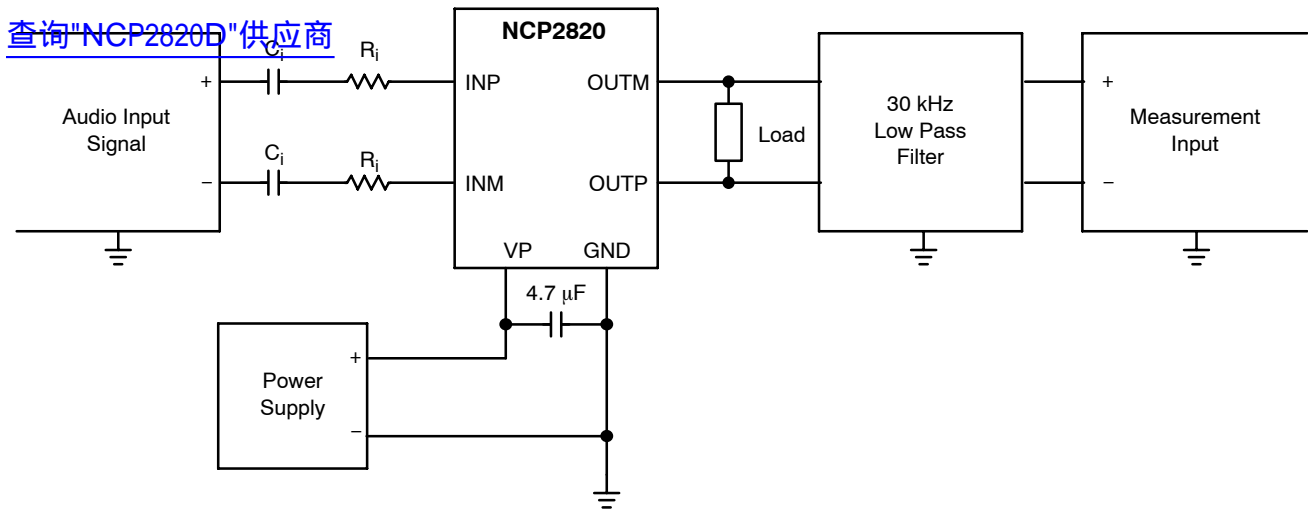 查询"NCP2820D"供应商
NCP2820
Ci
Ri
+
INP
OUTM
+
Audio Input
Signal
30 kHz
Low Pass
Filter
Load
Measurement
Input
Ci
Ri
−
INM
OUTP
−
VP
GND
4.7 μF
+
Power
Supply
−